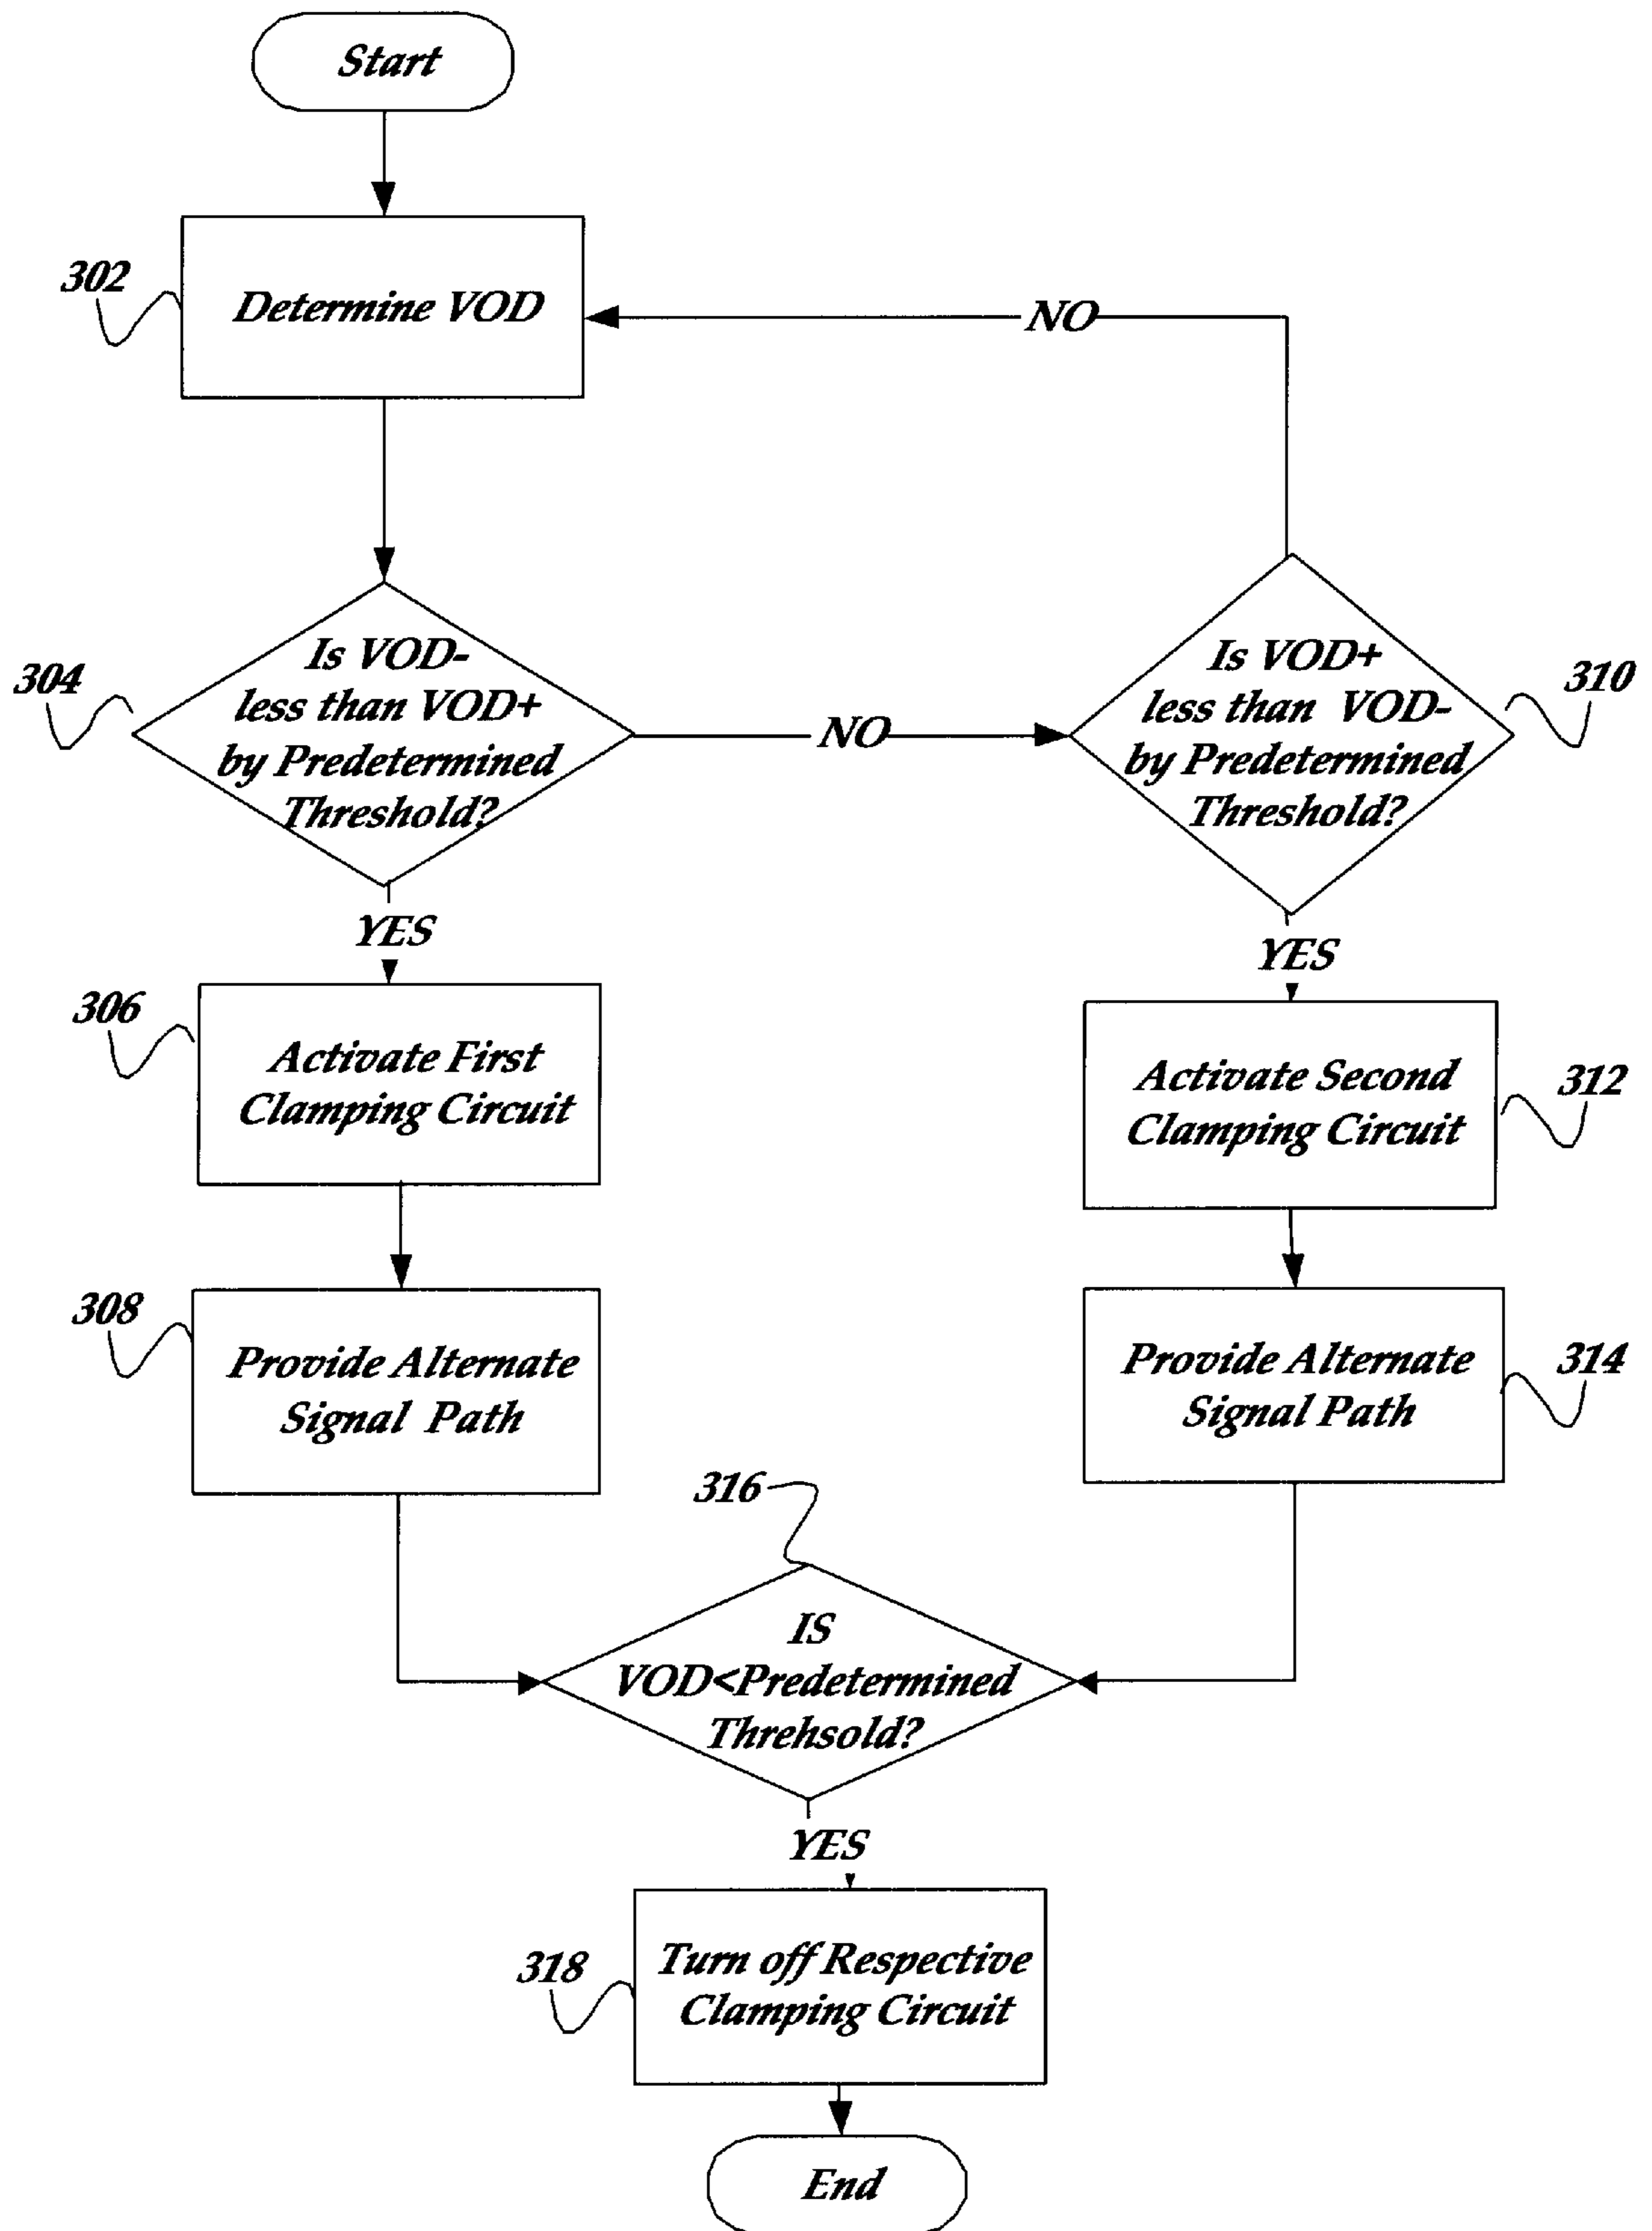 Start
302
Determine VOD
NO
304
Is VOD-
less than VOD+
by Predetermined
Threshold?
NO
Is VOD+
less than VOD-
by Predetermined
Threshold?
310
YES
YES
306
Activate First
Clamping Circuit
Activate Second
Clamping Circuit
312
308
Provide Alternate
Signal Path
Provide Alternate
Signal Path
314
316
IS
VOD<Predetermined
Threhsold?
YES
318
Turn off Respective
Clamping Circuit
End